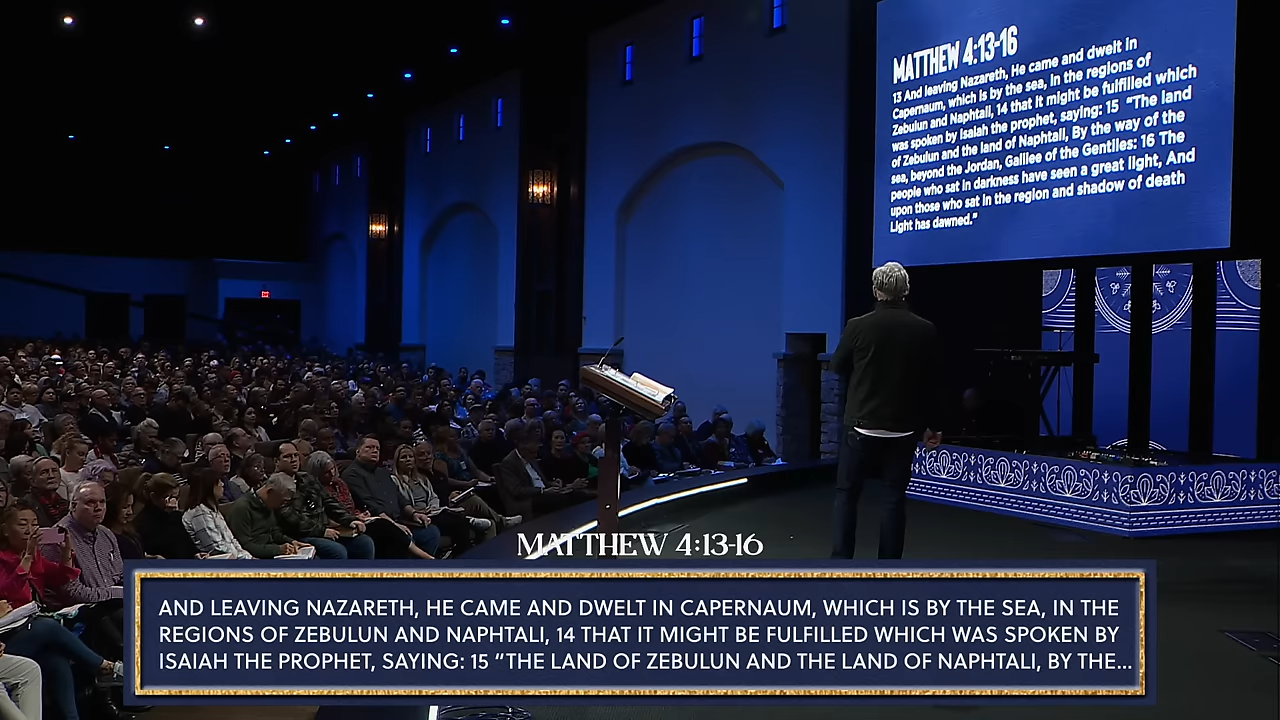 MATTHEW 4:13-16
13 And leaving Nazareth, He came and dwelt in
Capernaum, which is by the sea, in the regions of
Zebulun and Naphtali, 14 that it might be fulfilled which
was spoken by Isaiah the prophet, saying: 15 “The land
of Zebulun and the land of Naphtali, By the way of the
sea, beyond the Jordan, Galilee of the Gentiles: 16 The
people who sat in darkness have seen a great light, And
upon those who sat in the region and shadow of death
Light has dawned.”
MATTHEW 4:13-16
AND LEAVING NAZARETH, HE CAME AND DWELT IN CAPERNAUM, WHICH IS BY THE SEA, IN THE
REGIONS OF ZEBULUN AND NAPHTALI, 14 THAT IT MIGHT BE FULFILLED WHICH WAS SPOKEN BY
ISAIAH THE PROPHET, SAYING: 15 “THE LAND OF ZEBULUN AND THE LAND OF NAPHTALI, BY THE...